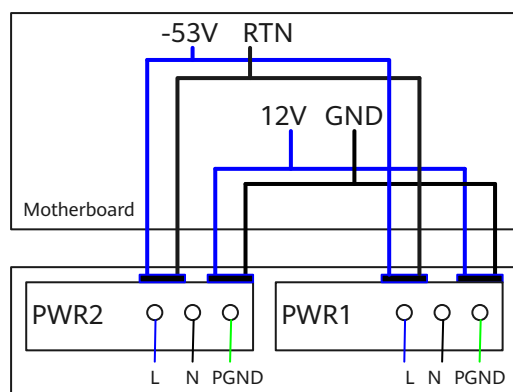 -53V RTN
12V GND
Motherboard
PWR2 PWR1
L N PGND L N PGND